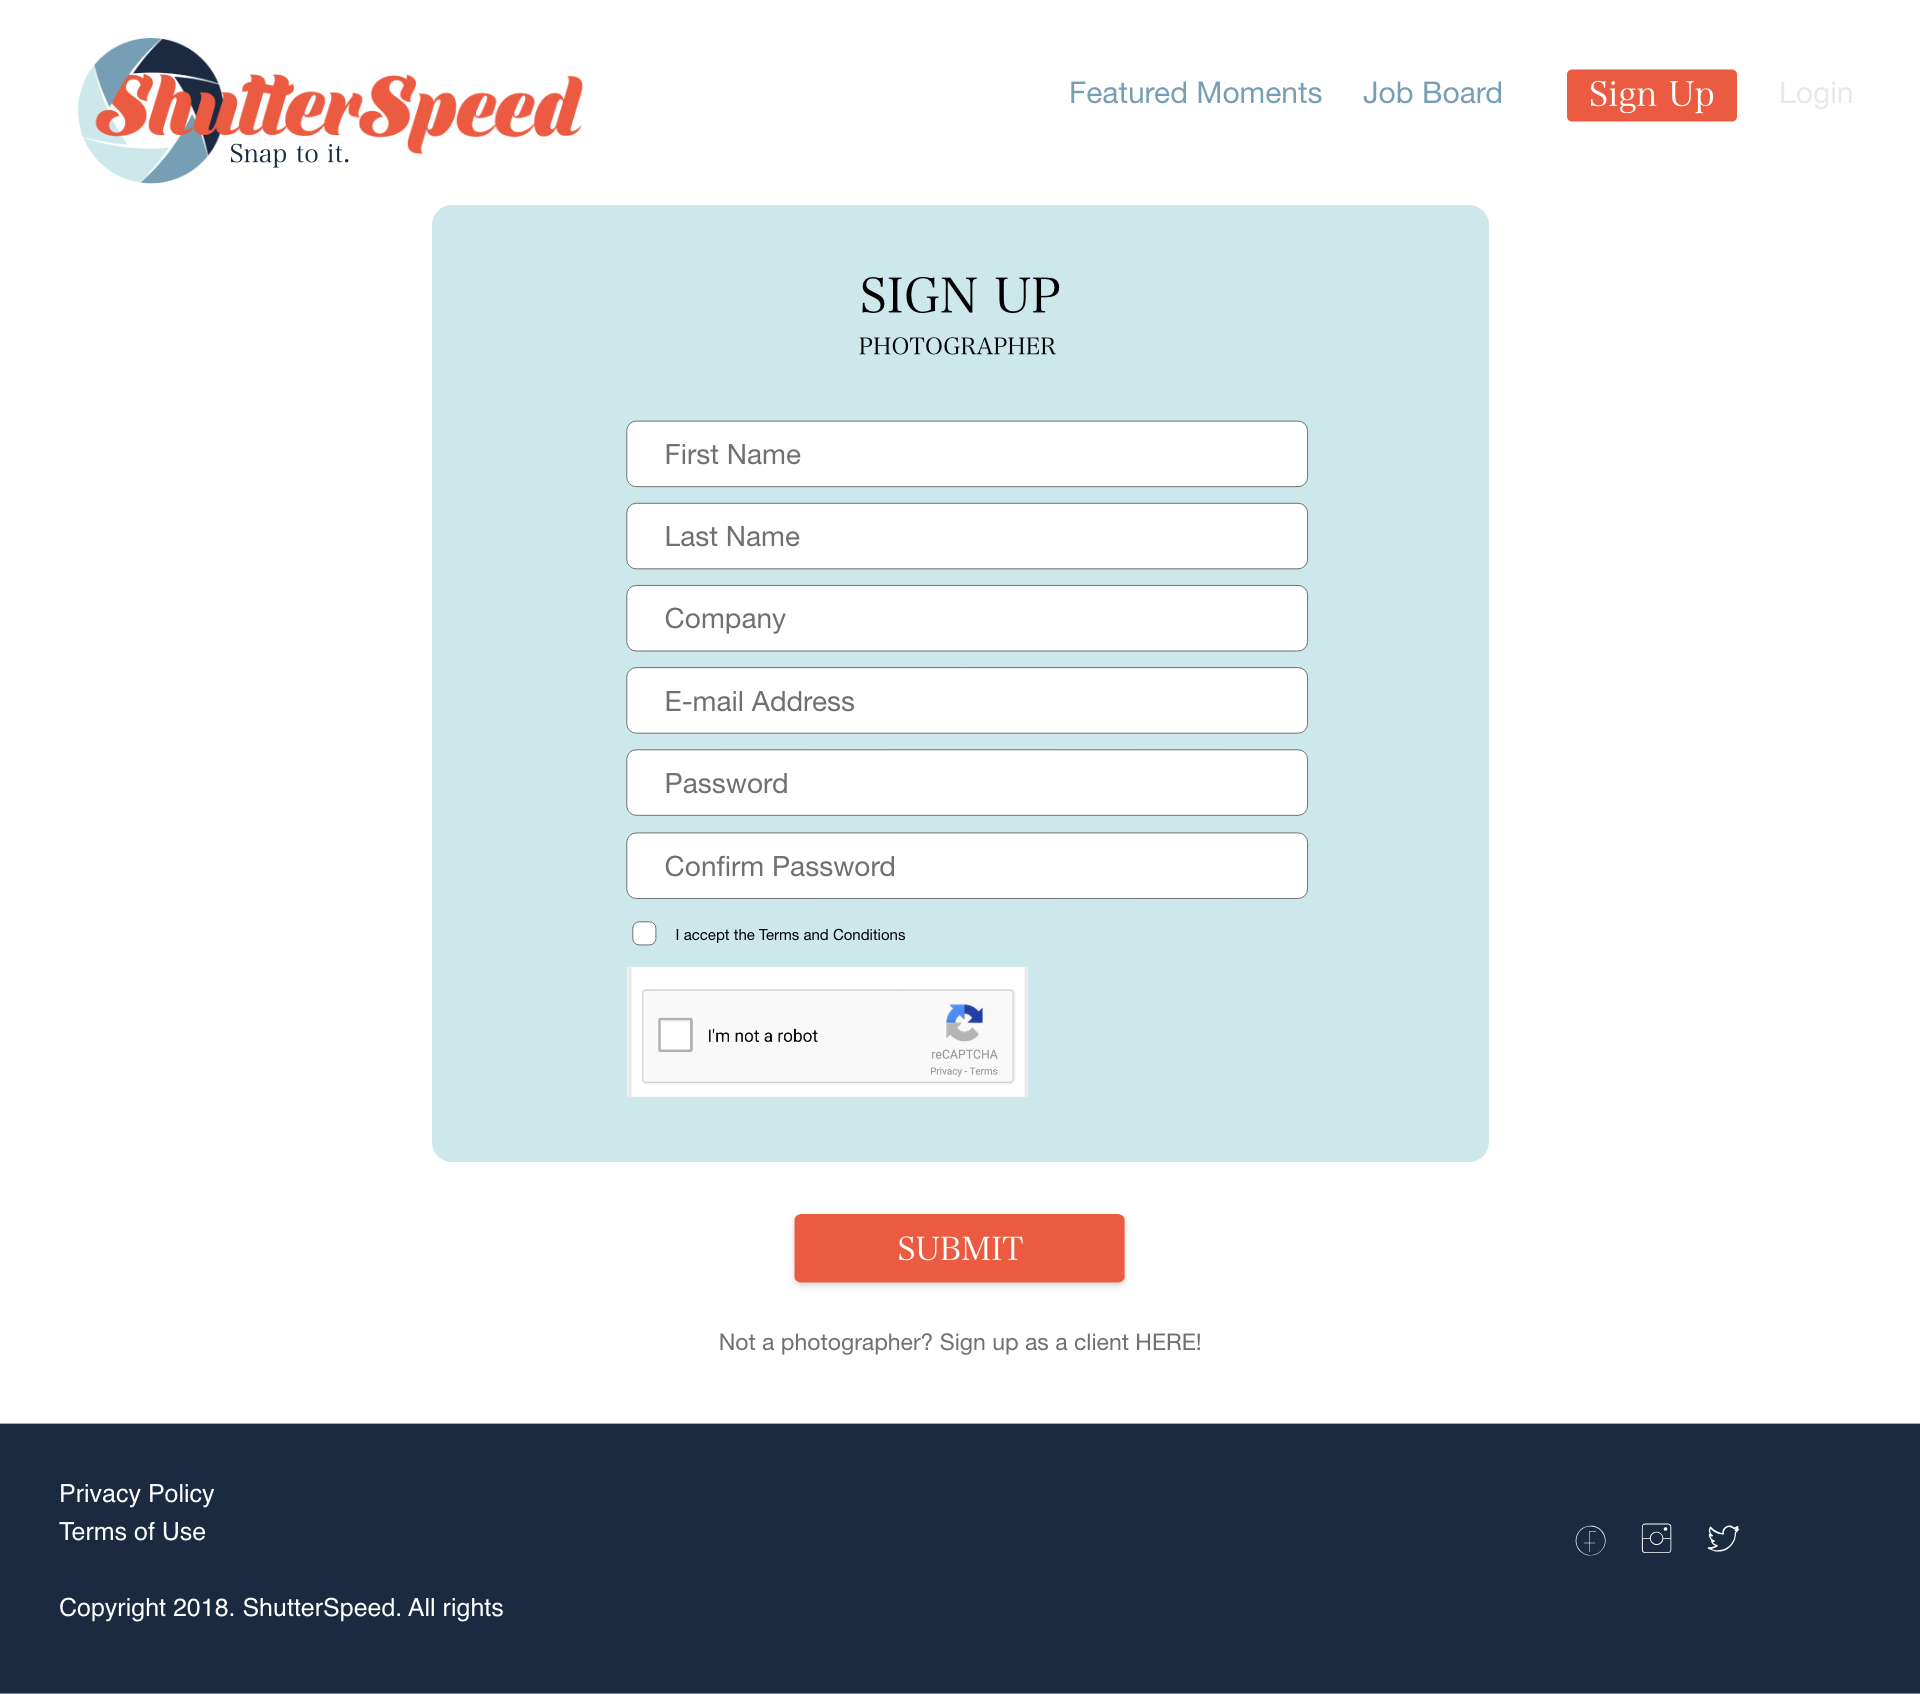 ShutterSpeed
Snap to it.
Featured Moments
Job Board
Sign Up
Login
SIGN UP
PHOTOGRAPHER
First Name
Last Name
Company
E-mail Address
Password
Confirm Password
I accept the Terms and Conditions
I'm not a robot
reCAPTCHA
Privacy - Terms
SUBMIT
Not a photographer? Sign up as a client HERE!
Privacy Policy
Terms of Use
Copyright 2018. ShutterSpeed. All rights